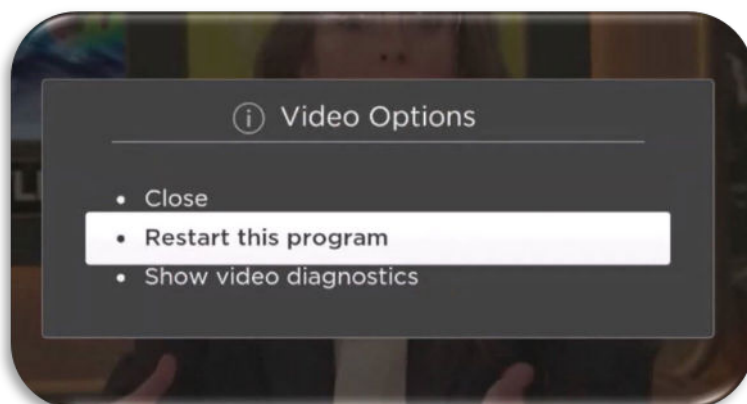 i Video Options
• Close
• Restart this program
• Show video diagnostics